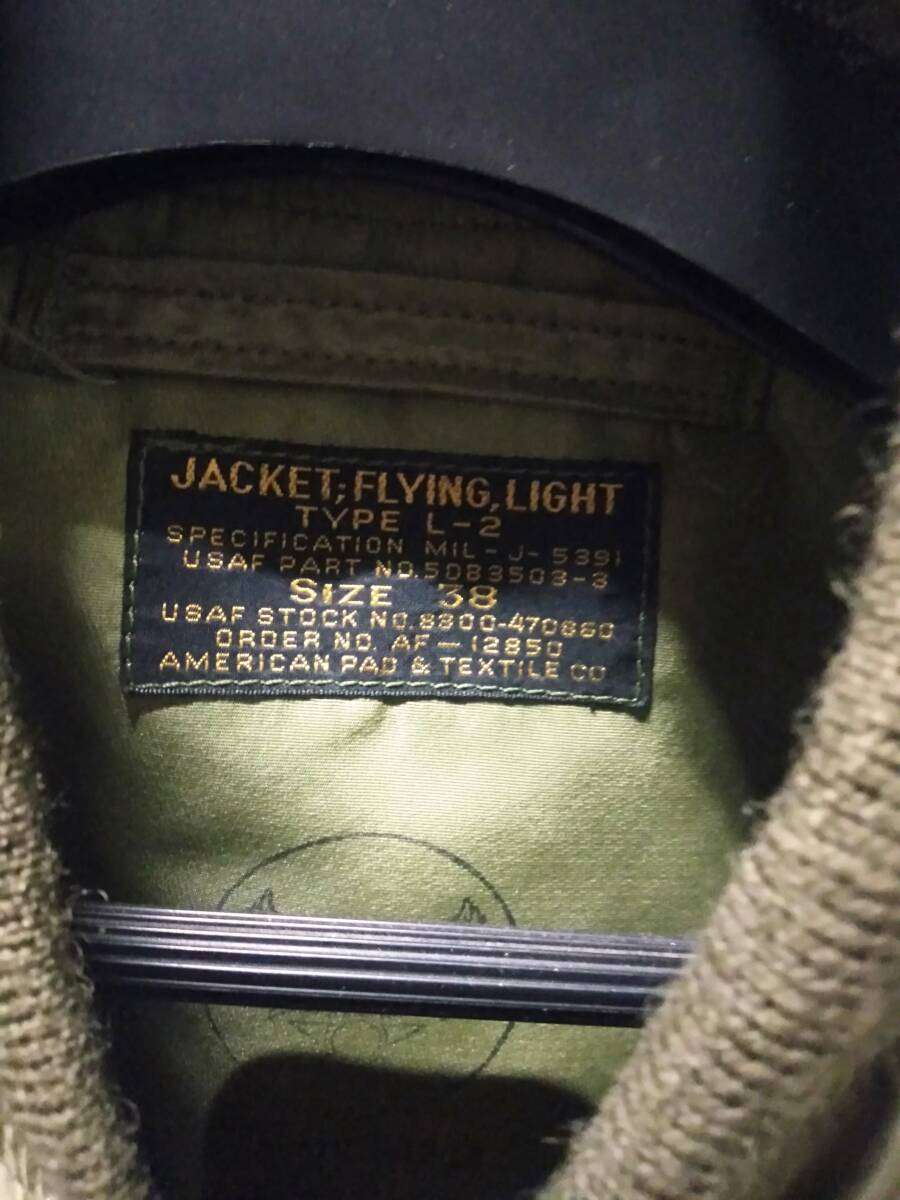 JACKET; FLYING, LIGHT
TYPE L-2
SPECIFICATION MIL-J-5391
USAF PART NO. 50B3503-3
SIZE 38
USAF STOCK NO. 8300-470860
ORDER NO. AF-12850
AMERICAN PAD & TEXTILE CO